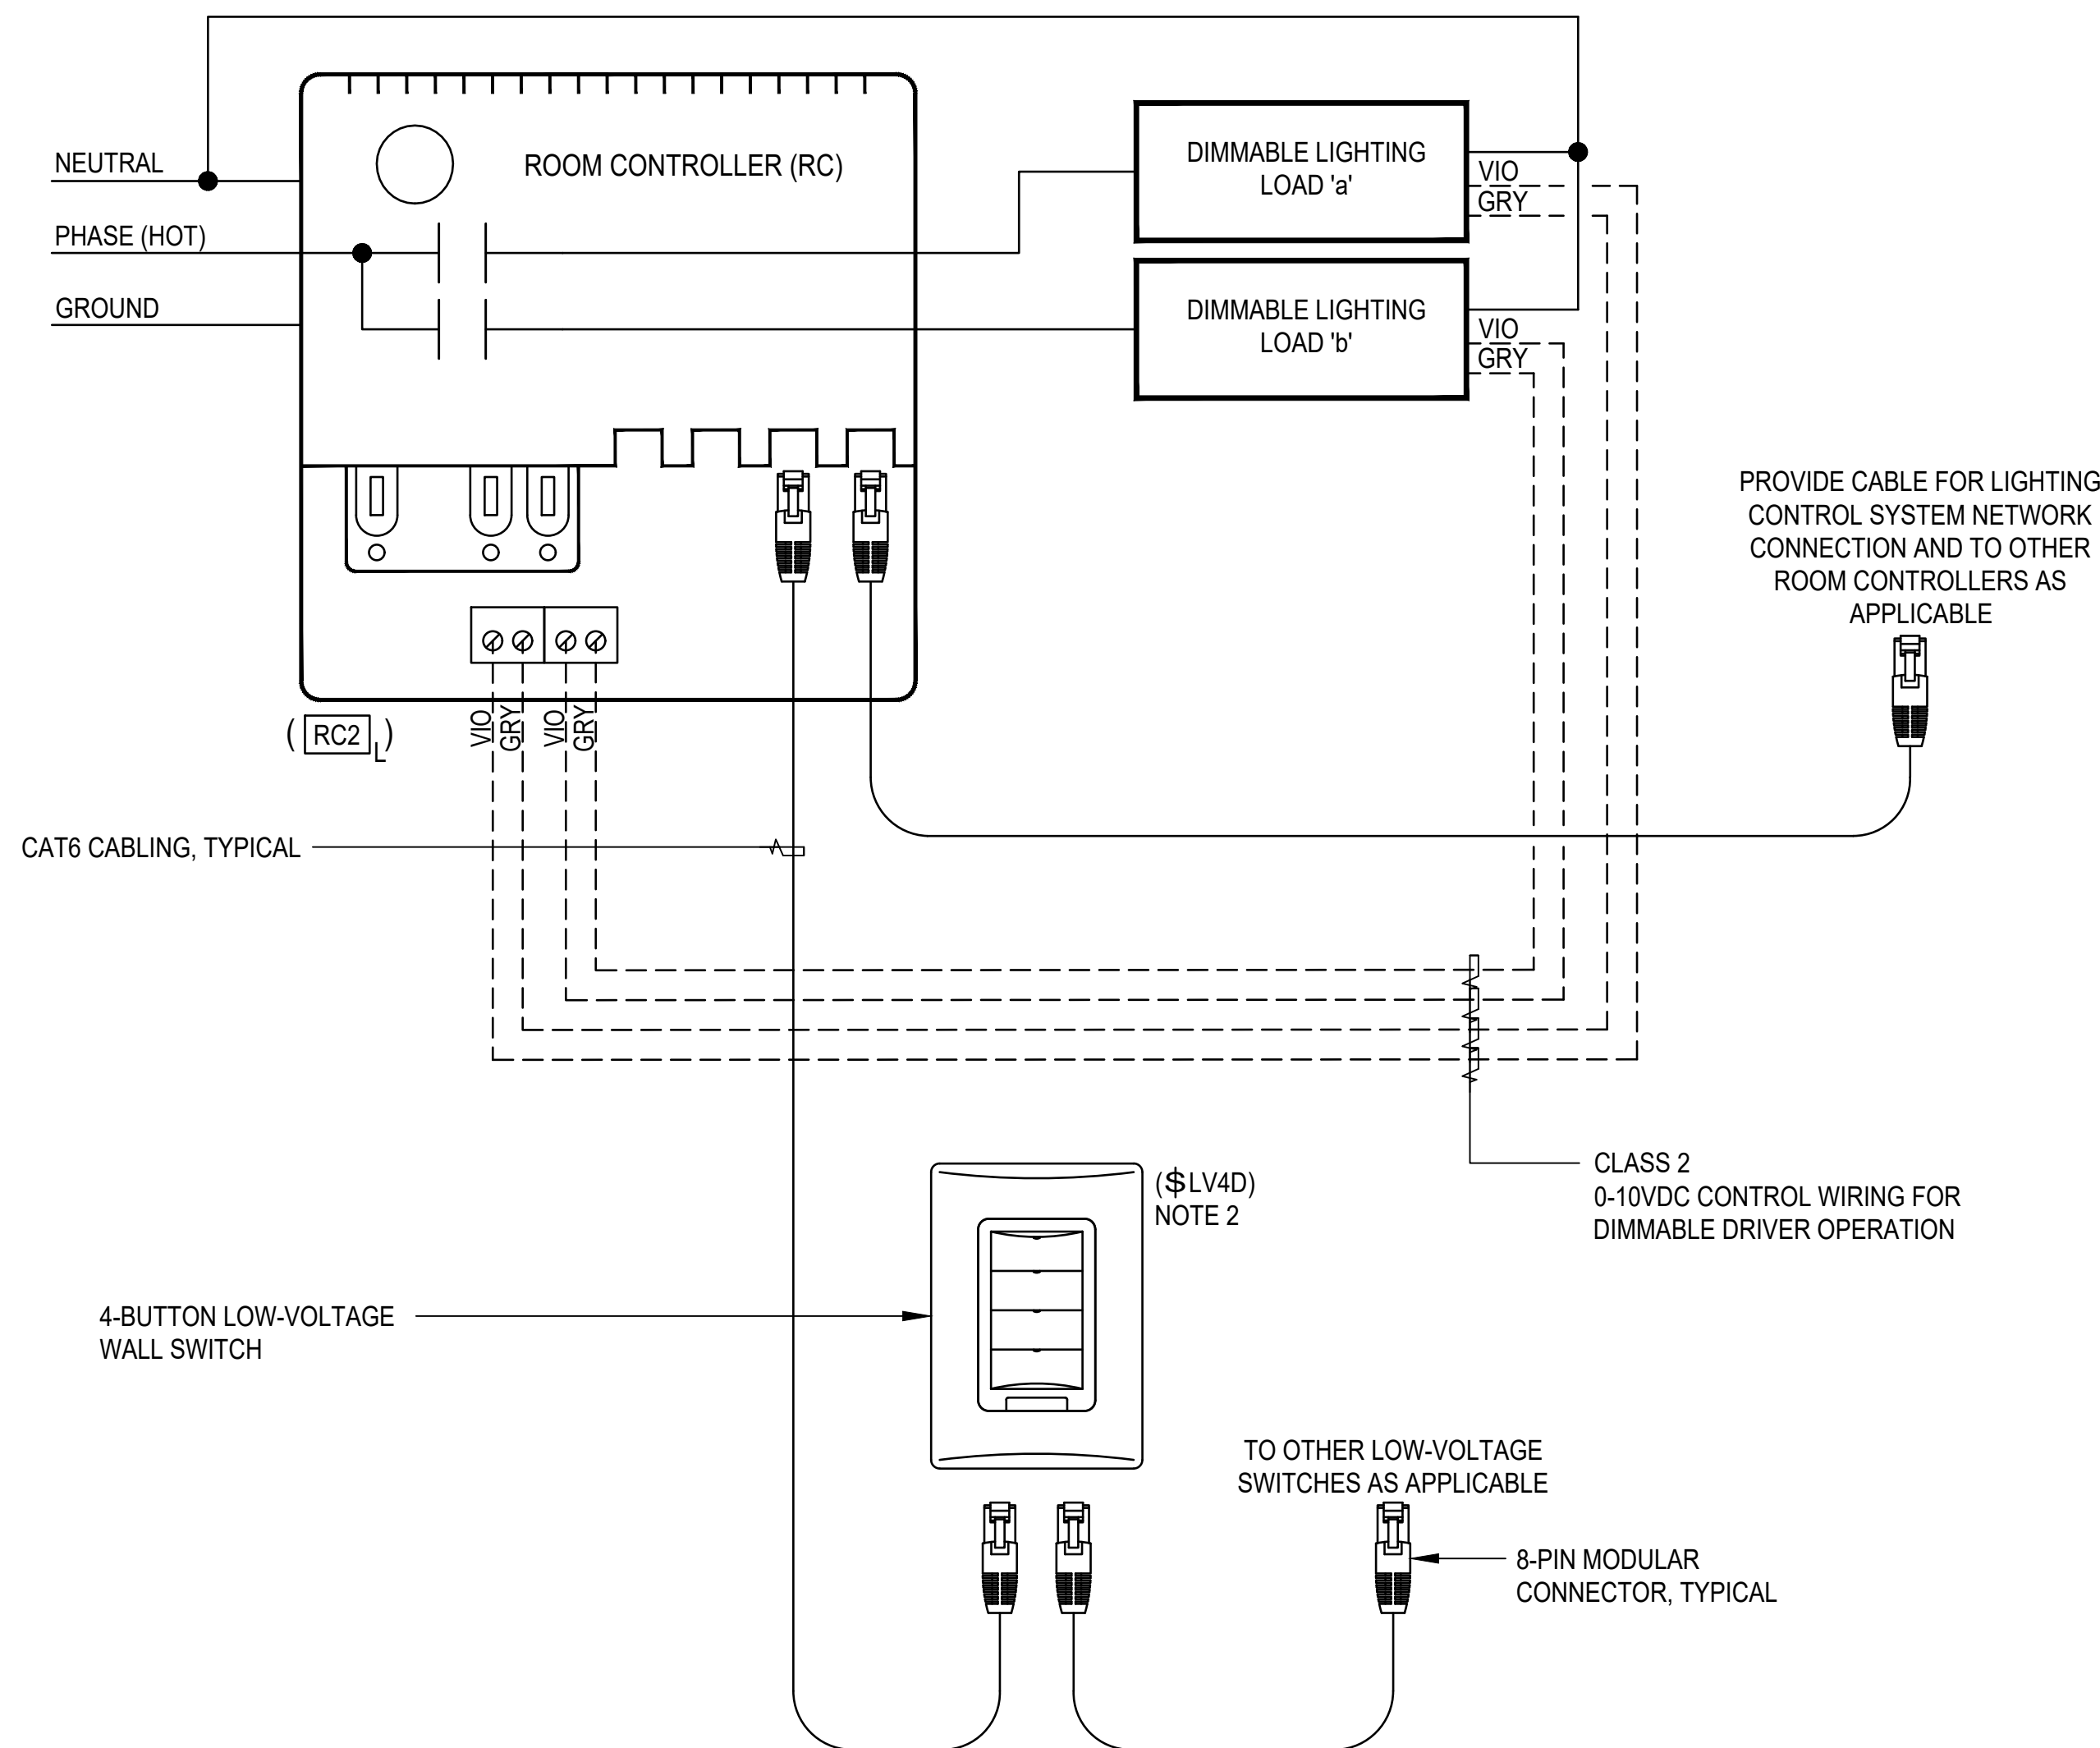 NEUTRAL
ROOM CONTROLLER (RC)
PHASE (HOT)
GROUND
DIMMABLE LIGHTING
LOAD 'a'
VIO
GRY
DIMMABLE LIGHTING
LOAD 'b'
VIO
GRY
PROVIDE CABLE FOR LIGHTING
CONTROL SYSTEM NETWORK
CONNECTION AND TO OTHER
ROOM CONTROLLERS AS
APPLICABLE
(RC2 L)
VIO
GRY
VIO
GRY
CAT6 CABLING, TYPICAL
($LV4D)
NOTE 2
CLASS 2
0-10VDC CONTROL WIRING FOR
DIMMABLE DRIVER OPERATION
4-BUTTON LOW-VOLTAGE
WALL SWITCH
TO OTHER LOW-VOLTAGE
SWITCHES AS APPLICABLE
8-PIN MODULAR
CONNECTOR, TYPICAL